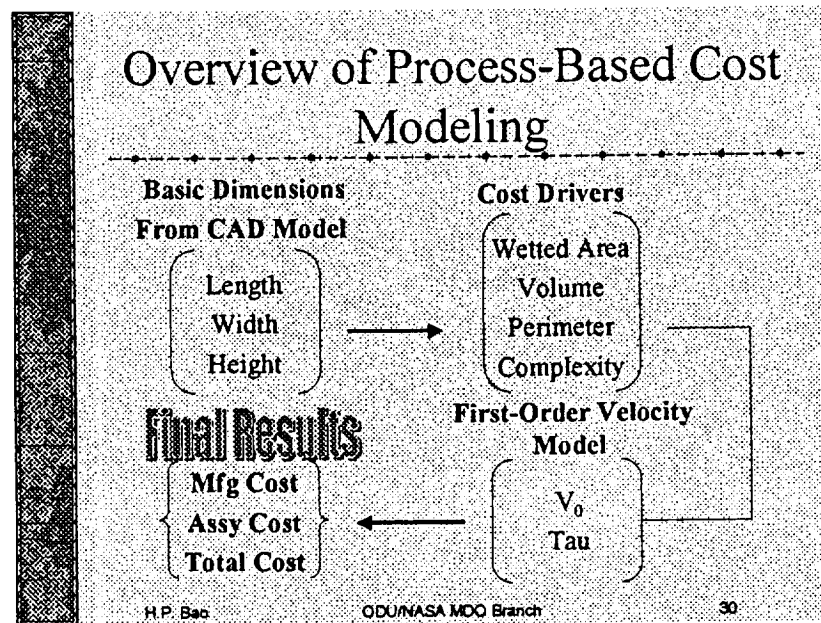 Overview of Process-Based Cost
Modeling
Basic Dimensions
From CAD Model
Length
Width
Height
Cost Drivers
Wetted Area
Volume
Perimeter
Complexity
First-Order Velocity
Model
V₀
Tau
Final Results
Mfg Cost
Assy Cost
Total Cost
H.P. Bao
ODU/NASA MDO Branch
30